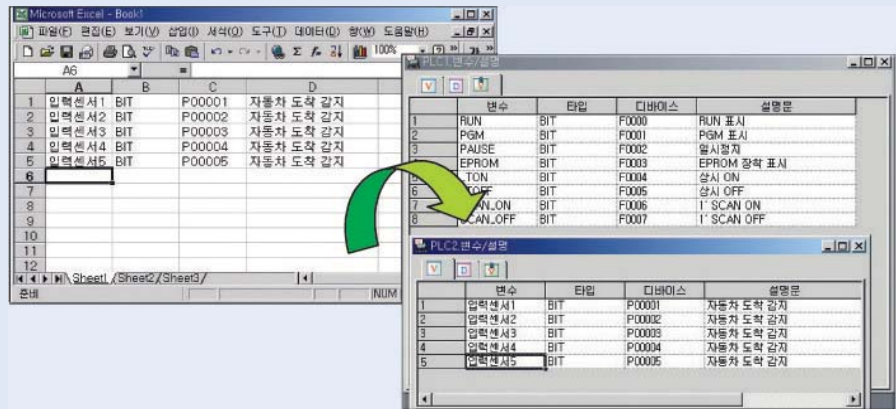 Microsoft Excel - Book1
파일(F) 편집(E) 보기(V) 삽입(I) 서식(O) 도구(T) 데이터(D) 창(W) 도움말(H)
100%
A6
=
A B C D
1 입력센서1 BIT P00001 자동차 도착 감지
2 입력센서2 BIT P00002 자동차 도착 감지
3 입력센서3 BIT P00003 자동차 도착 감지
4 입력센서4 BIT P00004 자동차 도착 감지
5 입력센서5 BIT P00005 자동차 도착 감지
6
7
8
9
10
11
12
Sheet1 / Sheet2 / Sheet3 /
준비
NUM
PLC1.변수/설명
V D
변수 타입 디바이스 설명문
1 RUN BIT F0000 RUN 표시
2 PGM BIT F0001 PGM 표시
3 PAUSE BIT F0002 일시정지
EPROM BIT F0003 EPROM 장착 표시
_TON BIT F0004 상시 ON
6 BIT F0005 상시 OFF
7 BIT F0006 1' SCAN ON
8 SCAN_OFF BIT F0007 1' SCAN OFF
PLC2.변수/설명
V D
변수 타입 디바이스 설명문
1 입력센서1 BIT P00001 자동차 도착 감지
2 입력센서2 BIT P00002 자동차 도착 감지
3 입력센서3 BIT P00003 자동차 도착 감지
4 입력센서4 BIT P00004 자동차 도착 감지
5 입력센서5 BIT P00005 자동차 도착 감지